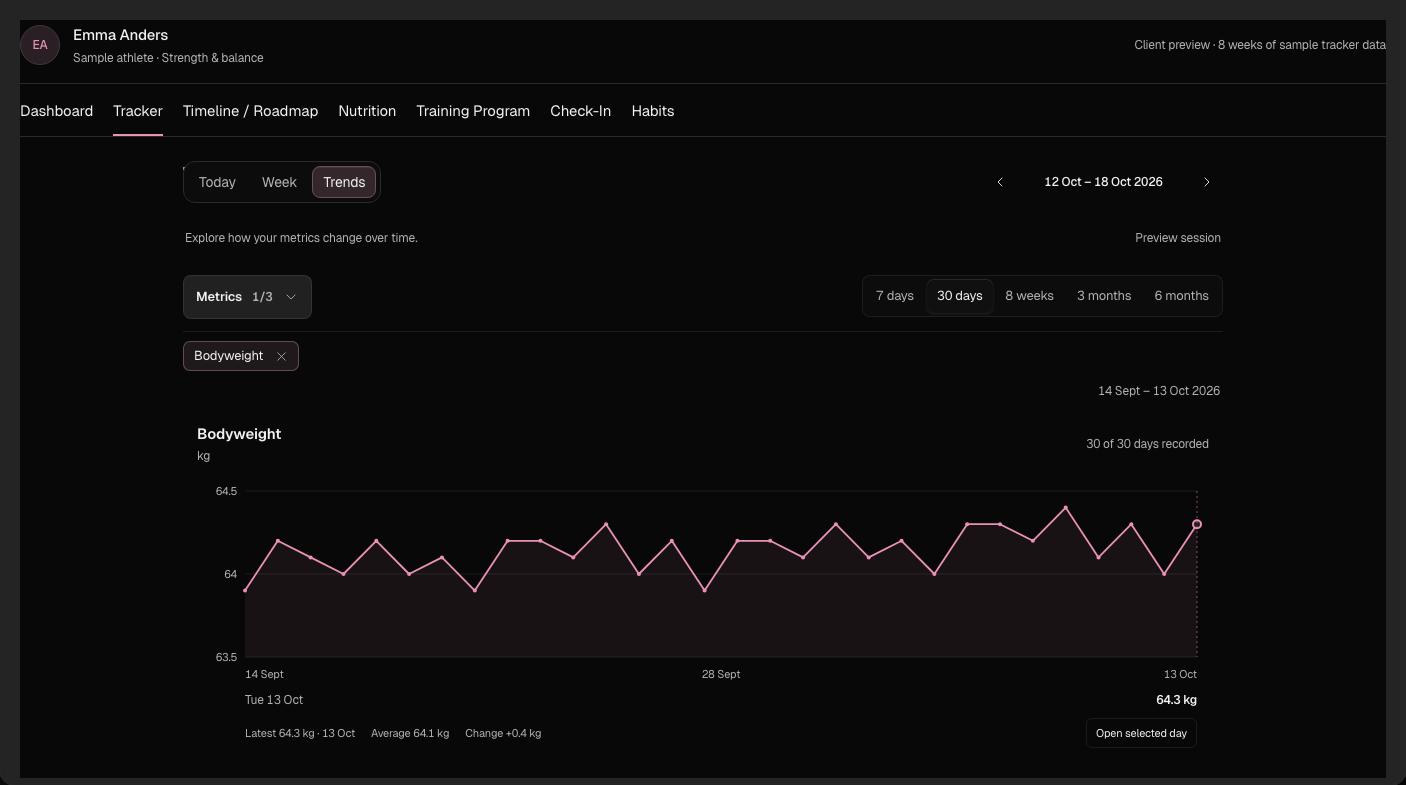 EA
Emma Anders
Sample athlete · Strength & balance
Client preview · 8 weeks of sample tracker data
Dashboard Tracker Timeline / Roadmap Nutrition Training Program Check-In Habits
Today Week Trends
12 Oct – 18 Oct 2026
Explore how your metrics change over time.
Preview session
Metrics 1/3
7 days 30 days 8 weeks 3 months 6 months
Bodyweight
14 Sept – 13 Oct 2026
Bodyweight
kg
30 of 30 days recorded
64.5
64
63.5
14 Sept 28 Sept 13 Oct
Tue 13 Oct 64.3 kg
Latest 64.3 kg · 13 Oct Average 64.1 kg Change +0.4 kg
Open selected day